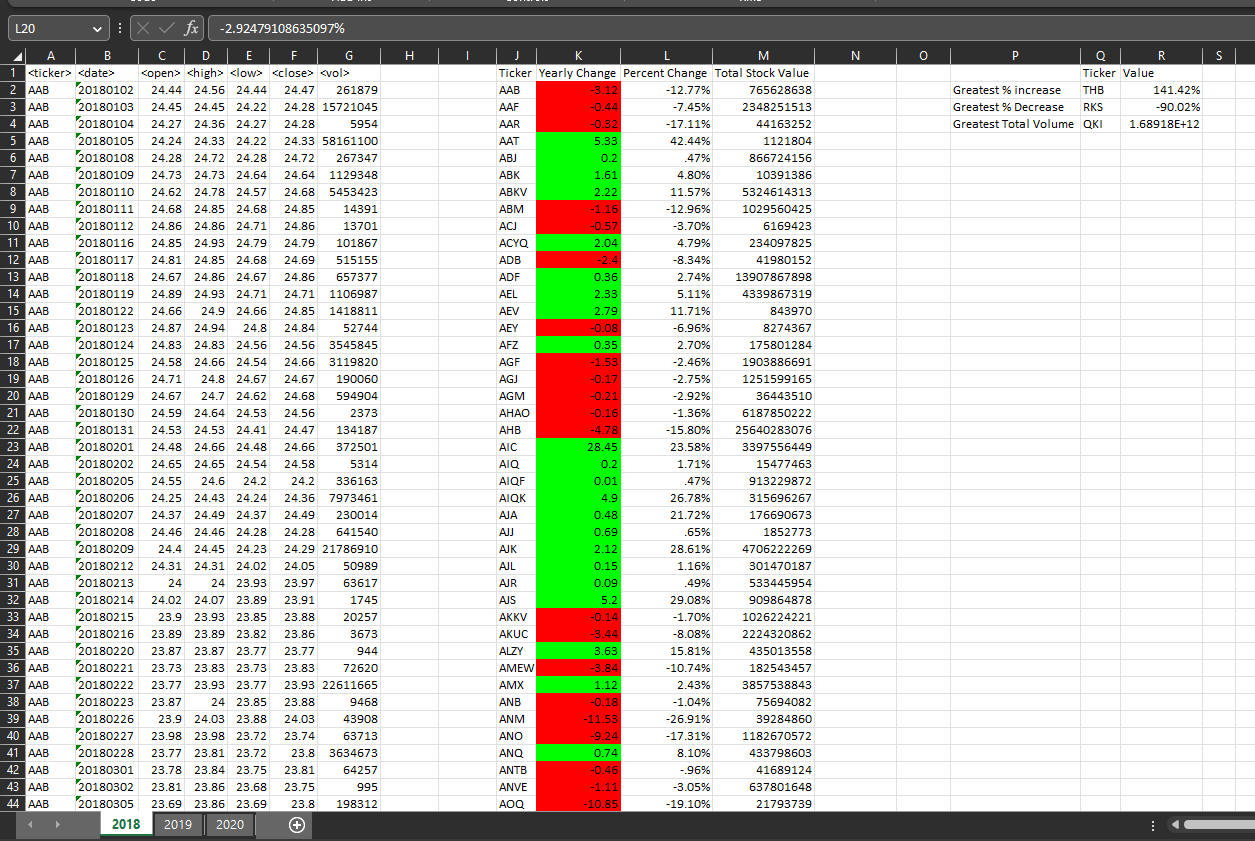 L20 fx -2.92479108635097%
A B C D E F G H I J K L M N O P Q R S
1 <ticker> <date> <open> <high> <low> <close> <vol> Ticker Yearly Change Percent Change Total Stock Value Ticker Value
2 AAB 20180102 24.44 24.56 24.44 24.47 261879 AAB -3.12 -12.77% 765628638 Greatest % increase THB 141.42%
3 AAB 20180103 24.45 24.45 24.22 24.28 15721045 AAF -0.44 -7.45% 2348251513 Greatest % Decrease RKS -90.02%
4 AAB 20180104 24.27 24.36 24.27 24.28 5954 AAR -0.32 -17.11% 44163252 Greatest Total Volume QKI 1.68918E+12
5 AAB 20180105 24.24 24.33 24.22 24.33 58161100 AAT 5.33 42.44% 1121804
6 AAB 20180108 24.28 24.72 24.28 24.72 267347 ABJ 0.2 .47% 866724156
7 AAB 20180109 24.73 24.73 24.64 24.64 1129348 ABK 1.61 4.80% 10391386
8 AAB 20180110 24.62 24.78 24.57 24.68 5453423 ABKV 2.22 11.57% 5324614313
9 AAB 20180111 24.68 24.85 24.68 24.85 14391 ABM -1.16 -12.96% 1029560425
10 AAB 20180112 24.86 24.86 24.71 24.86 13701 ACJ -0.57 -3.70% 6169423
11 AAB 20180116 24.85 24.93 24.79 24.79 101867 ACYQ 2.04 4.79% 234097825
12 AAB 20180117 24.81 24.85 24.68 24.69 515155 ADB -2.4 -8.34% 41980152
13 AAB 20180118 24.67 24.86 24.67 24.86 657377 ADF 0.36 2.74% 13907867898
14 AAB 20180119 24.89 24.93 24.71 24.71 1106987 AEL 2.33 5.11% 4339867319
15 AAB 20180122 24.66 24.9 24.66 24.85 1418811 AEV 2.79 11.71% 843970
16 AAB 20180123 24.87 24.94 24.8 24.84 52744 AEY -0.08 -6.96% 8274367
17 AAB 20180124 24.83 24.83 24.56 24.56 3545845 AFZ 0.35 2.70% 175801284
18 AAB 20180125 24.58 24.66 24.54 24.66 3119820 AGF -1.53 -2.46% 1903886691
19 AAB 20180126 24.71 24.8 24.67 24.67 190060 AGJ -0.17 -2.75% 1251599165
20 AAB 20180129 24.67 24.7 24.62 24.68 594904 AGM -0.21 -2.92% 36443510
21 AAB 20180130 24.59 24.64 24.53 24.56 2373 AHAO -0.16 -1.36% 6187850222
22 AAB 20180131 24.53 24.53 24.41 24.47 134187 AHB -4.78 -15.80% 25640283076
23 AAB 20180201 24.48 24.66 24.48 24.66 372501 AIC 28.45 23.58% 3397556449
24 AAB 20180202 24.65 24.65 24.54 24.58 5314 AIQ 0.2 1.71% 15477463
25 AAB 20180205 24.55 24.6 24.2 24.2 336163 AIQF 0.01 .47% 913229872
26 AAB 20180206 24.25 24.43 24.24 24.36 7973461 AIQK 4.9 26.78% 315696267
27 AAB 20180207 24.37 24.49 24.37 24.49 230014 AJA 0.48 21.72% 176690673
28 AAB 20180208 24.46 24.46 24.28 24.28 641540 AJJ 0.69 .65% 1852773
29 AAB 20180209 24.4 24.45 24.23 24.29 21786910 AJK 2.12 28.61% 4706222269
30 AAB 20180212 24.31 24.31 24.02 24.05 50989 AJL 0.15 1.16% 301470187
31 AAB 20180213 24 24 23.93 23.97 63617 AJR 0.09 .49% 533445954
32 AAB 20180214 24.02 24.07 23.89 23.91 1745 AJS 5.2 29.08% 909864878
33 AAB 20180215 23.9 23.93 23.85 23.88 20257 AKKV -0.14 -1.70% 1026224221
34 AAB 20180216 23.89 23.89 23.82 23.86 3673 AKUC -3.44 -8.08% 2224320862
35 AAB 20180220 23.87 23.87 23.77 23.77 944 ALZY 3.63 15.81% 435013558
36 AAB 20180221 23.73 23.83 23.73 23.83 72620 AMEW -3.84 -10.74% 182543457
37 AAB 20180222 23.77 23.93 23.77 23.93 22611665 AMX 1.12 2.43% 3857538843
38 AAB 20180223 23.87 24 23.85 23.88 9468 ANB -0.18 -1.04% 75694082
39 AAB 20180226 23.9 24.03 23.88 24.03 43908 ANM -11.53 -26.91% 39284860
40 AAB 20180227 23.98 23.98 23.72 23.74 63713 ANO -9.24 -17.31% 1182670572
41 AAB 20180228 23.77 23.81 23.72 23.8 3634673 ANQ 0.74 8.10% 433798603
42 AAB 20180301 23.78 23.84 23.75 23.81 64257 ANTB -0.46 -.96% 41689124
43 AAB 20180302 23.81 23.86 23.68 23.75 995 ANVE -1.11 -3.05% 637801648
44 AAB 20180305 23.69 23.86 23.69 23.8 198312 AOQ -10.85 -19.10% 21793739
2018 2019 2020